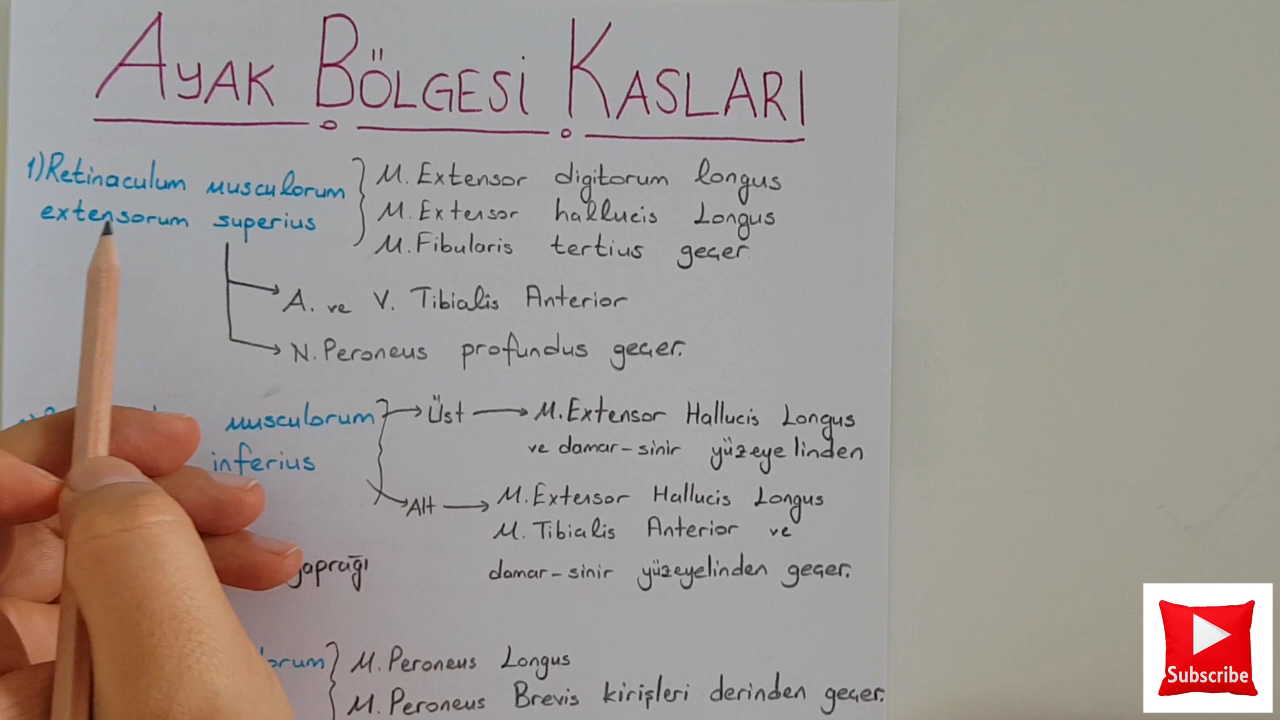 AYAK BÖLGESİ KASLARI
1) Retinaculum musculorum
extensorum superius
M. Extensor digitorum longus
M. Extensor hallucis Longus
M. Fibularis tertius geçer
A. ve V. Tibialis Anterior
N. Peroneus profundus geçer.
musculorum
inferius
Üst
M. Extensor Hallucis Longus
ve damar-sinir yüzeyelinden
Alt
M. Extensor Hallucis Longus
M. Tibialis Anterior ve
damar-sinir yüzeyelinden geçer.
yaprağı
M. Peroneus Longus
M. Peroneus Brevis kirişleri derinden geçer.
Subscribe